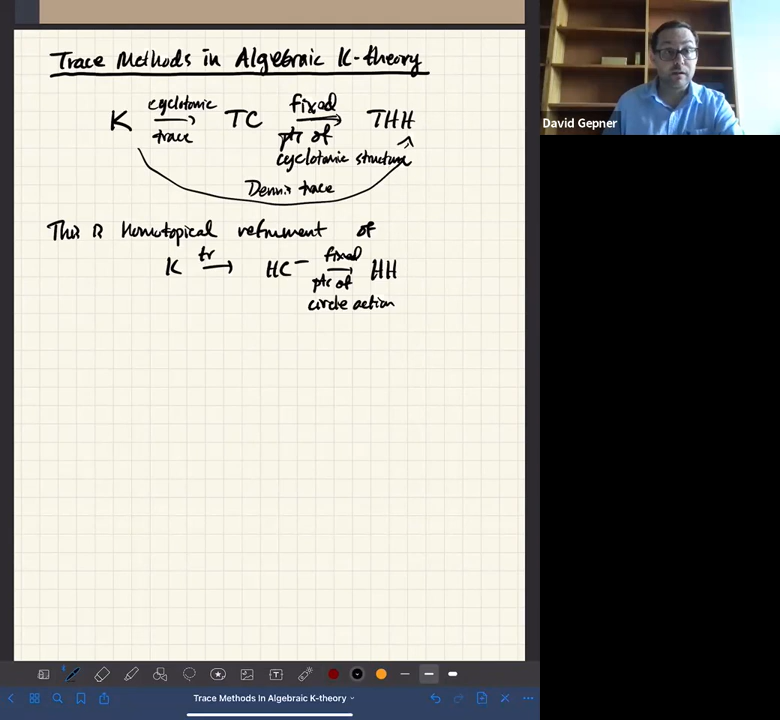 Trace Methods in Algebraic K-theory
K cyclotomic trace → TC fixed pts of cyclotomic structure → THH
Dennis trace
This is homotopical refinement of
K tr → HC⁻ fixed pts of circle action → HH
David Gepner
Trace Methods In Algebraic K-theory